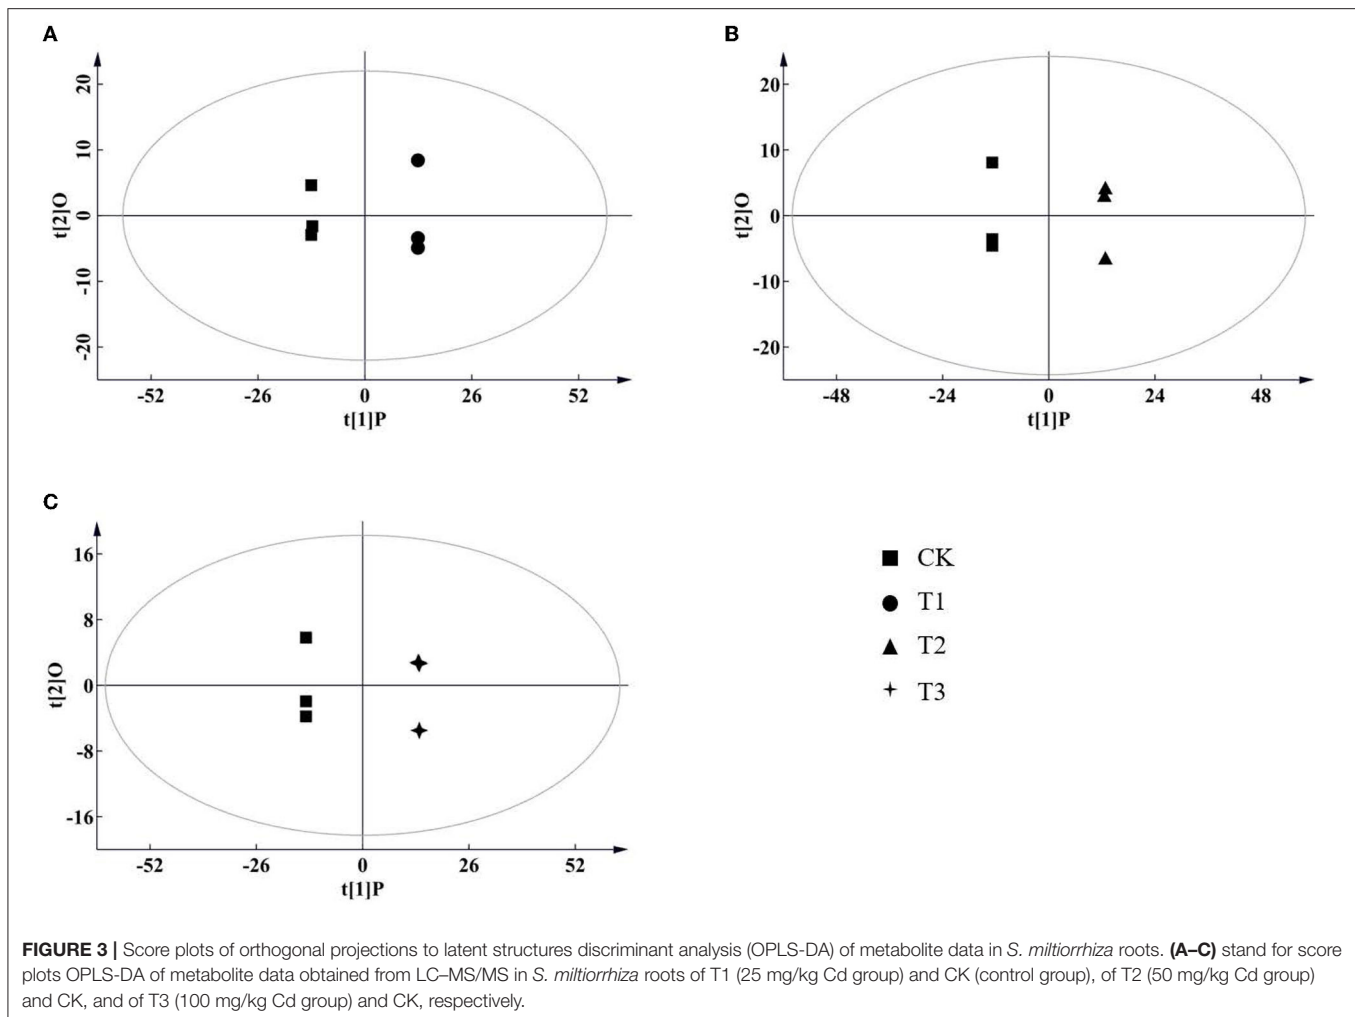 A
20
10
0
-10
-20
t[2]O
-52 -26 0 26 52
t[1]P
B
20
10
0
-10
-20
t[2]O
-48 -24 0 24 48
t[1]P
C
16
8
0
-8
-16
t[2]O
-52 -26 0 26 52
t[1]P
CK
T1
T2
T3
FIGURE 3 | Score plots of orthogonal projections to latent structures discriminant analysis (OPLS-DA) of metabolite data in S. miltiorrhiza roots. (A–C) stand for score
plots OPLS-DA of metabolite data obtained from LC–MS/MS in S. miltiorrhiza roots of T1 (25 mg/kg Cd group) and CK (control group), of T2 (50 mg/kg Cd group)
and CK, and of T3 (100 mg/kg Cd group) and CK, respectively.